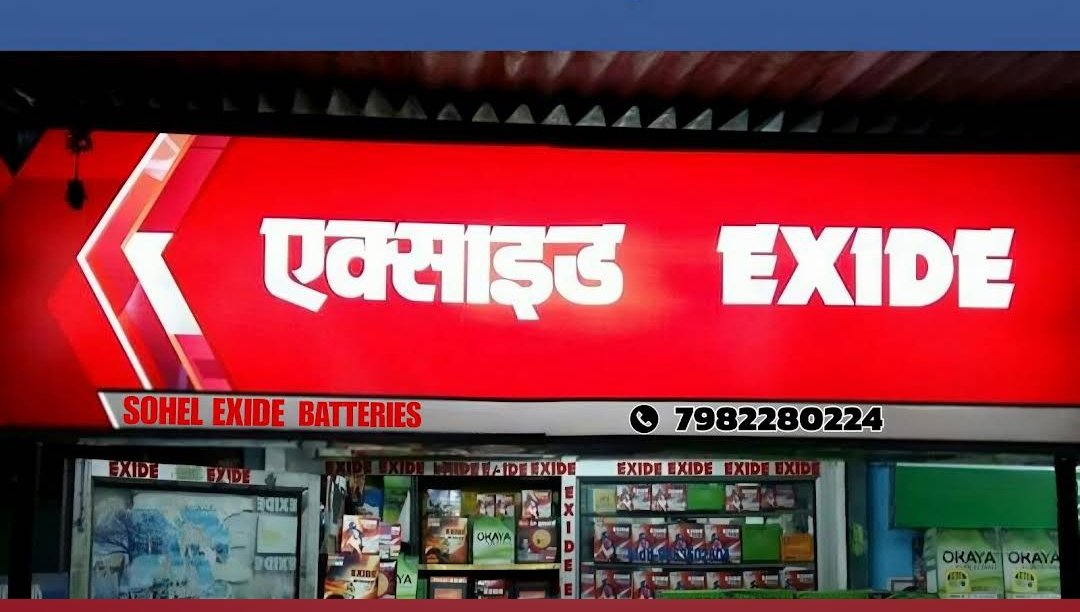 एक्साइड EXIDE
SOHEL EXIDE BATTERIES 7982280224
EXIDE EXIDE EXIDE EXIDE EXIDE EXIDE EXIDE EXIDE EXIDE
EXIDE
OKAYA
OKAYA OKAYA